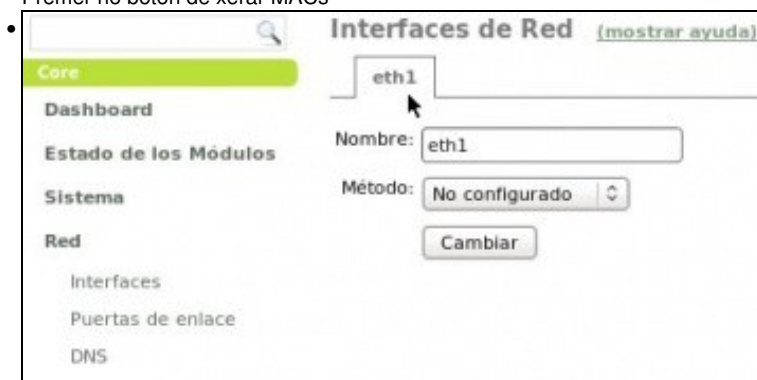 Premer no botón de xerar MACs
Interfaces de Red (mostrar ayuda)
Core
eth1
Dashboard
Nombre: eth1
Estado de los Módulos
Método: No configurado
Sistema
Red
Cambiar
Interfaces
Puertas de enlace
DNS